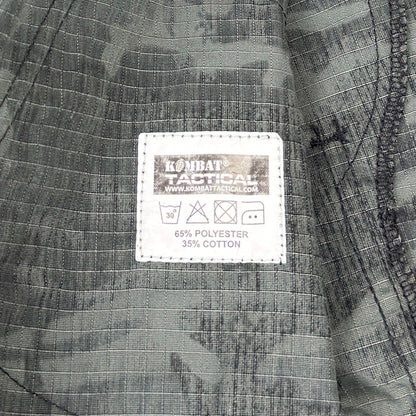 KOMBAT®
TACTICAL
WWW.KOMBATTACTICAL.COM
30°
65% POLYESTER
35% COTTON